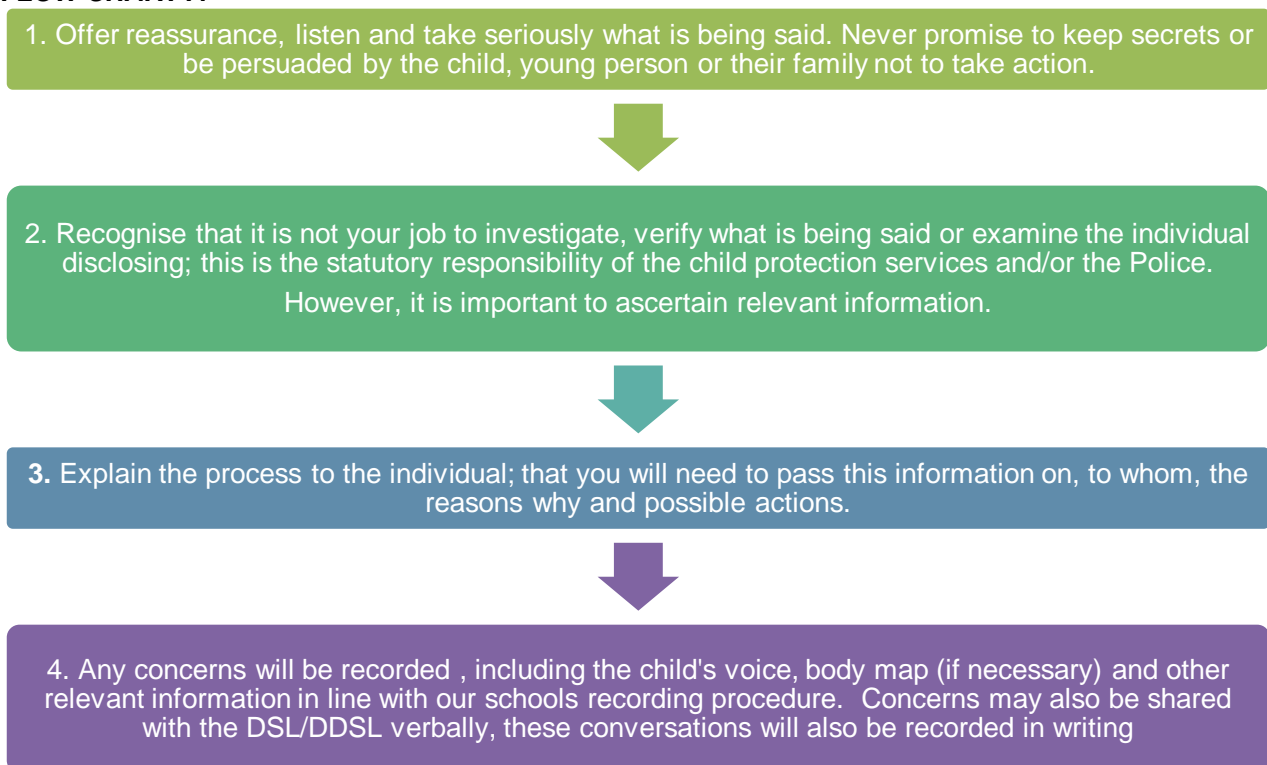 1. Offer reassurance, listen and take seriously what is being said. Never promise to keep secrets or
be persuaded by the child, young person or their family not to take action.
2. Recognise that it is not your job to investigate, verify what is being said or examine the individual
disclosing; this is the statutory responsibility of the child protection services and/or the Police.
However, it is important to ascertain relevant information.
3. Explain the process to the individual; that you will need to pass this information on, to whom, the
reasons why and possible actions.
4. Any concerns will be recorded , including the child's voice, body map (if necessary) and other
relevant information in line with our schools recording procedure. Concerns may also be shared
with the DSL/DDSL verbally, these conversations will also be recorded in writing